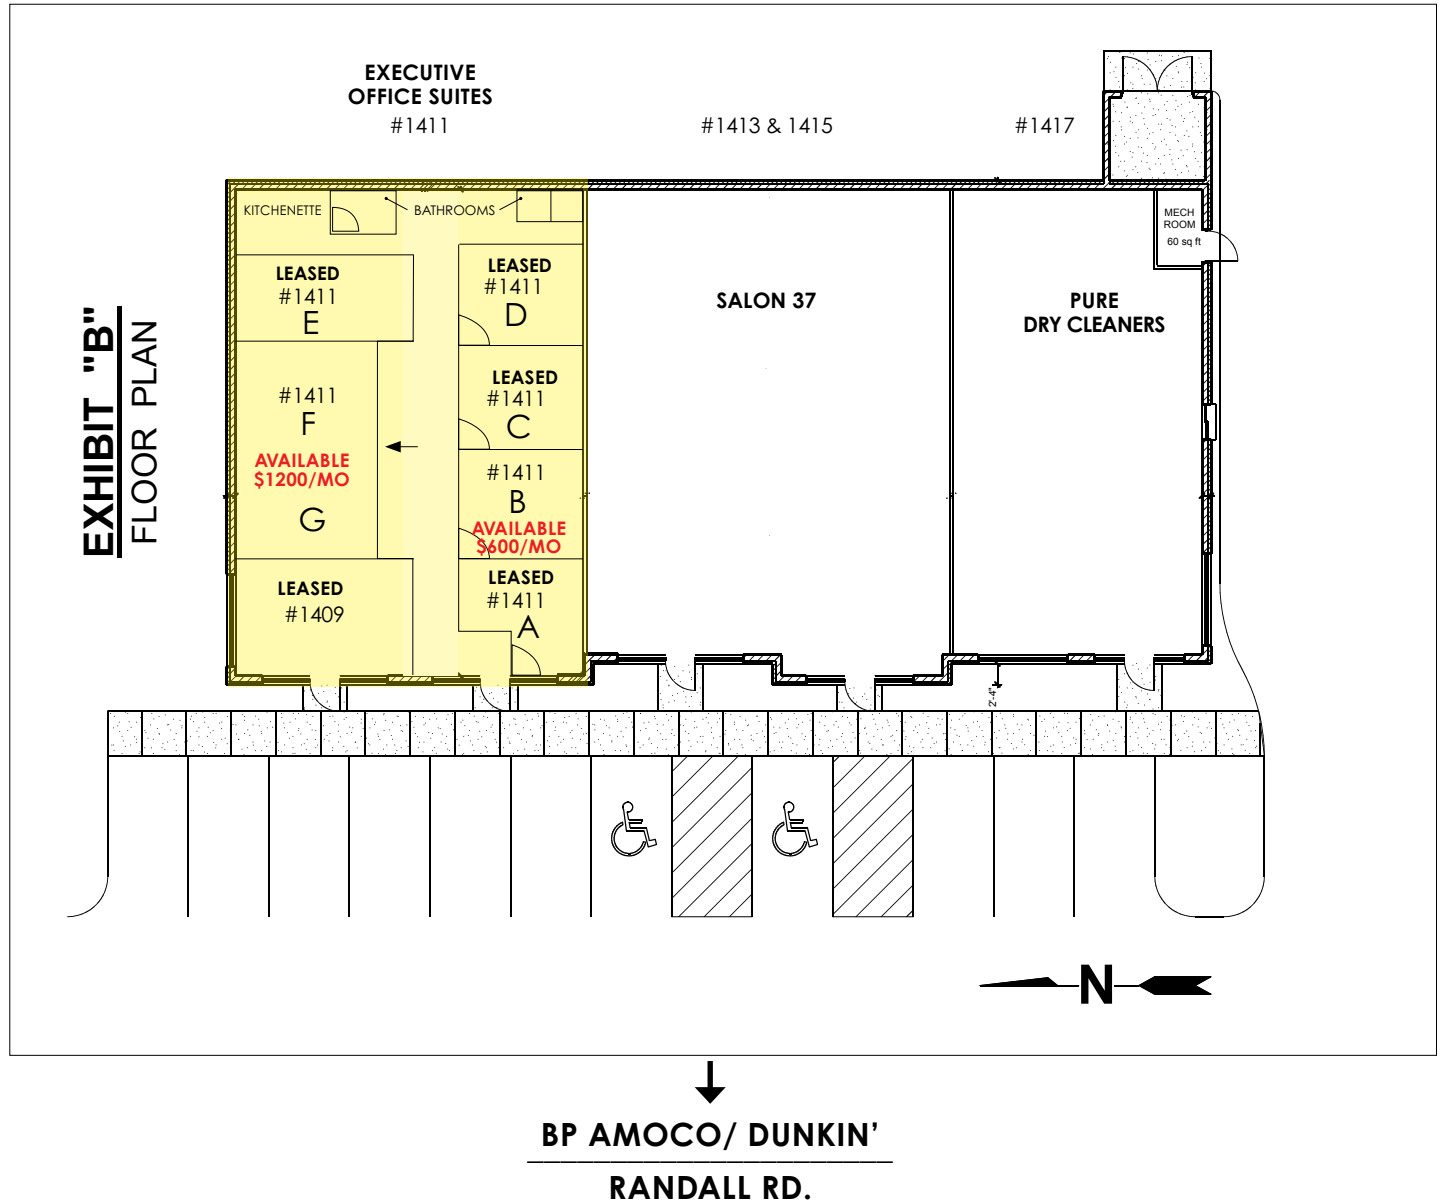 EXECUTIVE
OFFICE SUITES
#1411
#1413 & 1415
#1417
EXHIBIT "B"
FLOOR PLAN
KITCHENETTE
BATHROOMS
MECH
ROOM
60 sq ft
LEASED
#1411
E
LEASED
#1411
D
SALON 37
PURE
DRY CLEANERS
#1411
F
AVAILABLE
$1200/MO
G
LEASED
#1411
C
#1411
B
AVAILABLE
$600/MO
LEASED
#1409
LEASED
#1411
A
2'-4"
N
BP AMOCO/ DUNKIN’
RANDALL RD.